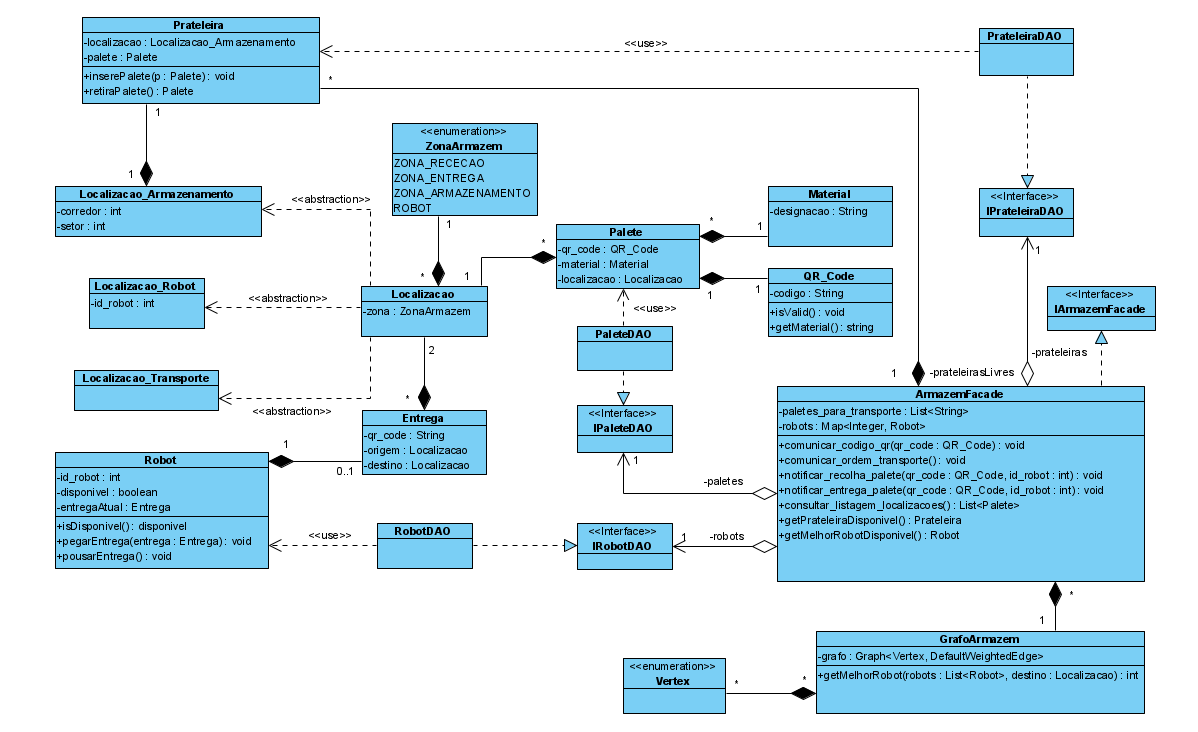 Prateleira
-localizacao : Localizacao_Armazenamento
-palete : Palete
+inserePalete(p : Palete) : void
+retiraPalete() : Palete
<<use>>
PrateleiraDAO
*
1
1
Localizacao_Armazenamento
-corredor : int
-setor : int
<<abstraction>>
<<enumeration>>
ZonaArmazem
ZONA_RECECAO
ZONA_ENTREGA
ZONA_ARMAZENAMENTO
ROBOT
1
*
<<Interface>>
IPrateleiraDAO
1
Material
-designacao : String
*
1
Palete
-qr_code : QR_Code
-material : Material
-localizacao : Localizacao
*
1
1
1
QR_Code
-codigo : String
+isValid() : void
+getMaterial() : string
Localizacao_Robot
-id_robot : int
<<abstraction>>
Localizacao
-zona : ZonaArmazem
<<use>>
PaleteDAO
<<Interface>>
IArmazemFacade
2
*
-prateleiras
1
-prateleirasLivres
Localizacao_Transporte
<<abstraction>>
Entrega
-qr_code : String
-origem : Localizacao
-destino : Localizacao
<<Interface>>
IPaleteDAO
1
-paletes
ArmazemFacade
-paletes_para_transporte : List<String>
-robots : Map<Integer, Robot>
+comunicar_codigo_qr(qr_code : QR_Code) : void
+comunicar_ordem_transporte() : void
+notificar_recolha_palete(qr_code : QR_Code, id_robot : int) : void
+notificar_entrega_palete(qr_code : QR_Code, id_robot : int) : void
+consultar_listagem_localizacoes() : List<Palete>
+getPrateleiraDisponivel() : Prateleira
+getMelhorRobotDisponivel() : Robot
1
0..1
Robot
-id_robot : int
-disponivel : boolean
-entregaAtual : Entrega
+isDisponivel() : disponivel
+pegarEntrega(entrega : Entrega) : void
+pousarEntrega() : void
<<use>>
RobotDAO
<<Interface>>
IRobotDAO
1
-robots
*
1
GrafoArmazem
-grafo : Graph<Vertex, DefaultWeightedEdge>
+getMelhorRobot(robots : List<Robot>, destino : Localizacao) : int
<<enumeration>>
Vertex
*
*